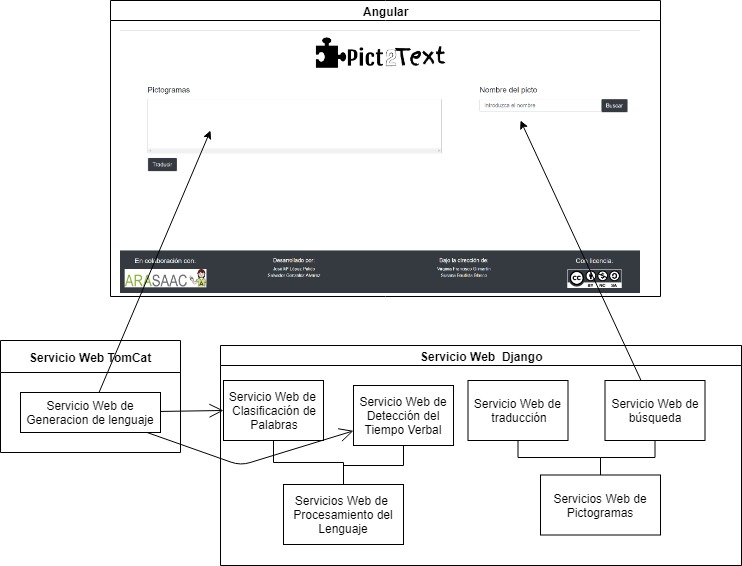 Angular
Pict2Text
Pictogramas
Nombre del picto
Introduzca el nombre
Buscar
Traducir
En colaboración con:
ARASAAC
Desarrollado por:
José Mª López Pulido
Salvador González Álvarez
Bajo la dirección de:
Virginia Francisco Gilmartín
Susana Bautista Blasco
Con licencia:
CC
BY NC SA
Servicio Web TomCat
Servicio Web de
Generacion de lenguaje
Servicio Web Django
Servicio Web de
Clasificación de
Palabras
Servicio Web de
Detección del
Tiempo Verbal
Servicio Web de
traducción
Servicio Web de
búsqueda
Servicios Web de
Procesamiento del
Lenguaje
Servicios Web de
Pictogramas